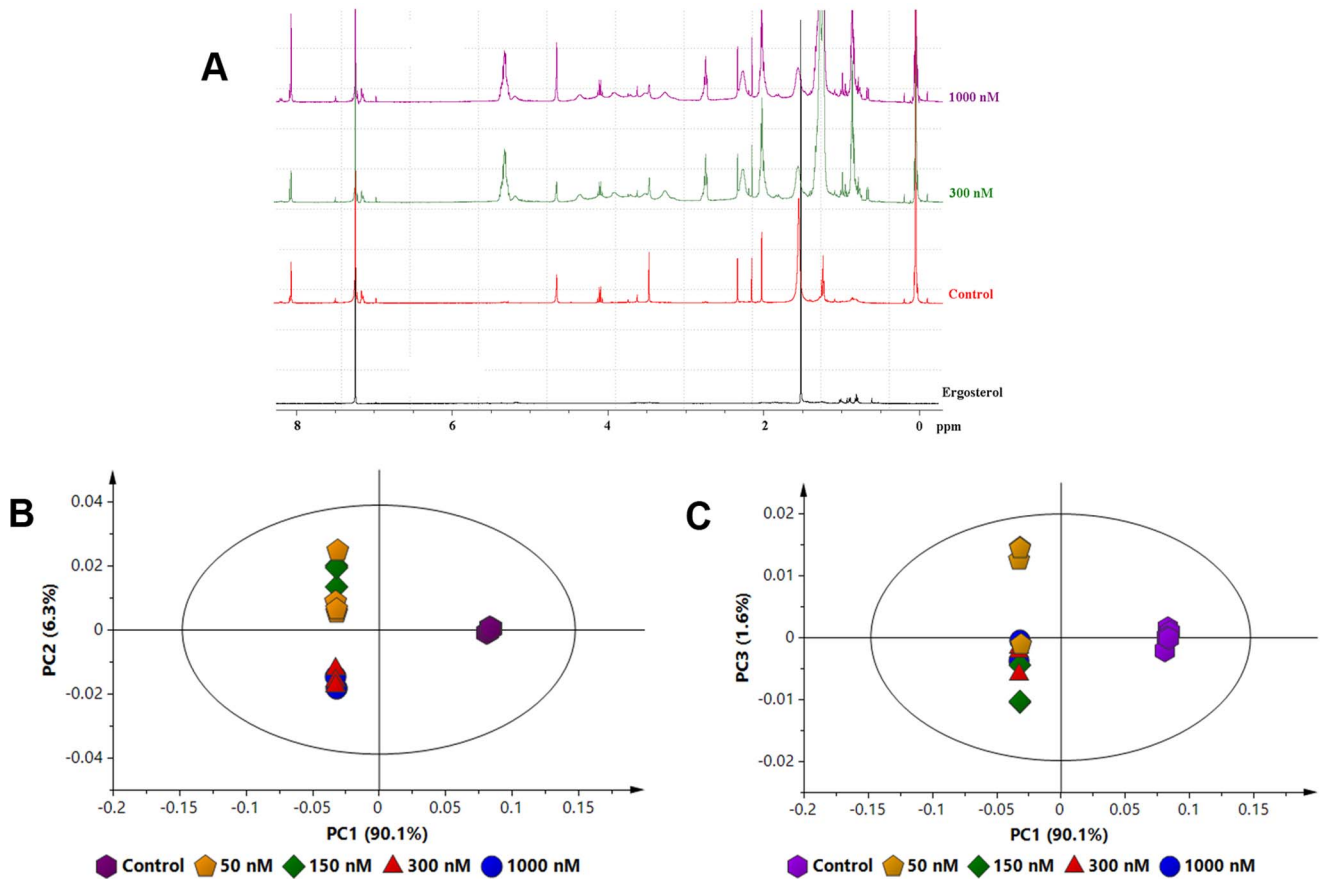 A
1000 nM
300 nM
Control
Ergosterol
8 6 4 2 0 ppm
B
0.04
0.02
0
-0.02
-0.04
PC2 (6.3%)
-0.2 -0.15 -0.1 -0.05 0 0.05 0.1 0.15
PC1 (90.1%)
Control 50 nM 150 nM 300 nM 1000 nM
C
0.02
0.01
0
-0.01
-0.02
PC3 (1.6%)
-0.2 -0.15 -0.1 -0.05 0 0.05 0.1 0.15
PC1 (90.1%)
Control 50 nM 150 nM 300 nM 1000 nM